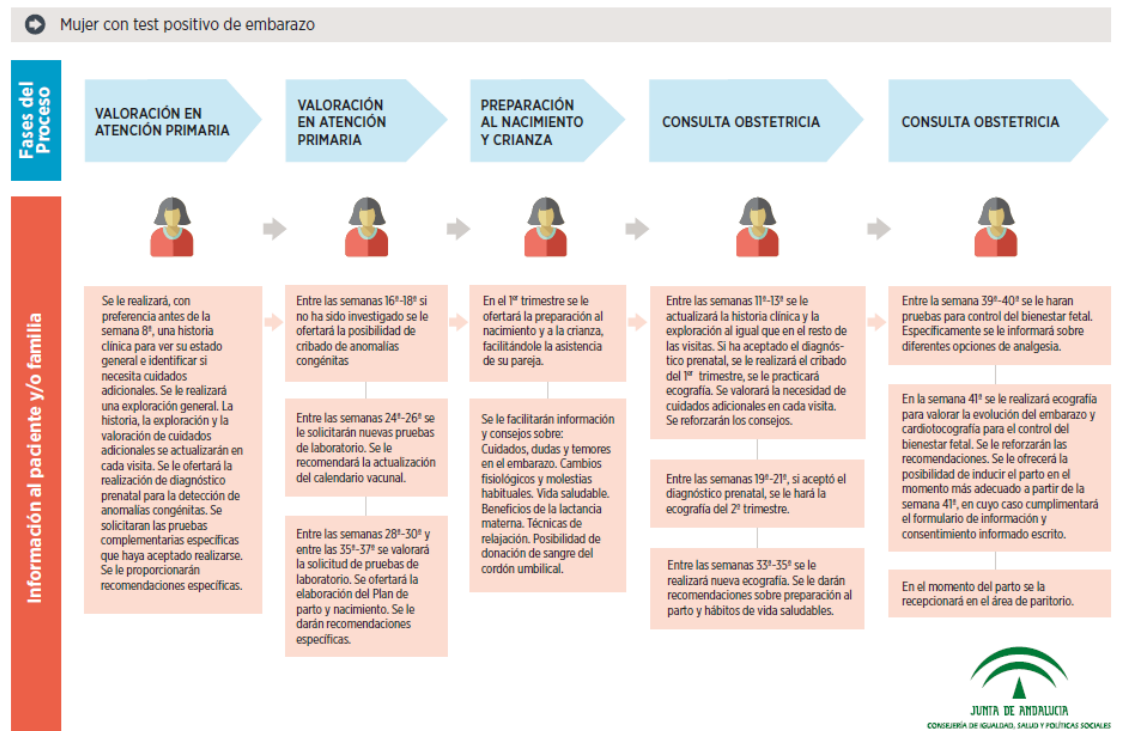 Mujer con test positivo de embarazo
Fases del
Proceso
VALORACIÓN EN
ATENCIÓN PRIMARIA
VALORACIÓN
EN ATENCIÓN
PRIMARIA
PREPARACIÓN
AL NACIMIENTO
Y CRIANZA
CONSULTA OBSTETRICIA
CONSULTA OBSTETRICIA
Información al paciente y/o familia
Se le realizará, con
preferencia antes de la
semana 8ª, una historia
clínica para ver su estado
general e identificar si
necesita cuidados
adicionales. Se le realizará
una exploración general. La
historia, la exploración y la
valoración de cuidados
adicionales se actualizarán en
cada visita. Se le ofertará la
realización de diagnóstico
prenatal para la detección de
anomalías congénitas. Se
solicitaran las pruebas
complementarias específicas
que haya aceptado realizarse.
Se le proporcionarán
recomendaciones específicas.
Entre las semanas 16ª-18ª si
no ha sido investigado se le
ofertará la posibilidad de
cribado de anomalías
congénitas
Entre las semanas 24ª-26ª se
le solicitarán nuevas pruebas
de laboratorio. Se le
recomendará la actualización
del calendario vacunal.
Entre las semanas 28ª-30ª y
entre las 35ª-37ª se valorará
la solicitud de pruebas de
laboratorio. Se ofertará la
elaboración del Plan de
parto y nacimiento. Se le
darán recomendaciones
específicas.
En el 1er trimestre se le
ofertará la preparación al
nacimiento y a la crianza,
facilitándole la asistencia
de su pareja.
Se le facilitarán información
y consejos sobre:
Cuidados, dudas y temores
en el embarazo. Cambios
fisiológicos y molestias
habituales. Vida saludable.
Beneficios de la lactancia
materna. Técnicas de
relajación. Posibilidad de
donación de sangre del
cordón umbilical.
Entre las semanas 11ª-13ª se le
actualizará la historia clínica y la
exploración al igual que en el resto de
las visitas. Si ha aceptado el diagnós-
tico prenatal, se le realizará el cribado
del 1er trimestre, se le practicará
ecografía. Se valorará la necesidad de
cuidados adicionales en cada visita.
Se reforzarán los consejos.
Entre las semanas 19ª-21ª, si aceptó el
diagnóstico prenatal, se le hará la
ecografía del 2º trimestre.
Entre las semanas 33ª-35ª se le
realizará nueva ecografía. Se le darán
recomendaciones sobre preparación al
parto y hábitos de vida saludables.
Entre la semana 39ª-40ª se le haran
pruebas para control del bienestar fetal.
Específicamente se le informará sobre
diferentes opciones de analgesia.
En la semana 41ª se le realizará ecografía
para valorar la evolución del embarazo y
cardiotocografía para el control del
bienestar fetal. Se le reforzarán las
recomendaciones. Se le ofrecerá la
posibilidad de inducir el parto en el
momento más adecuado a partir de la
semana 41ª, en cuyo caso cumplimentará
el formulario de información y
consentimiento informado escrito.
En el momento del parto se la
recepcionará en el área de paritorio.
JUNTA DE ANDALUCIA
CONSEJERÍA DE IGUALDAD, SALUD Y POLÍTICAS SOCIALES